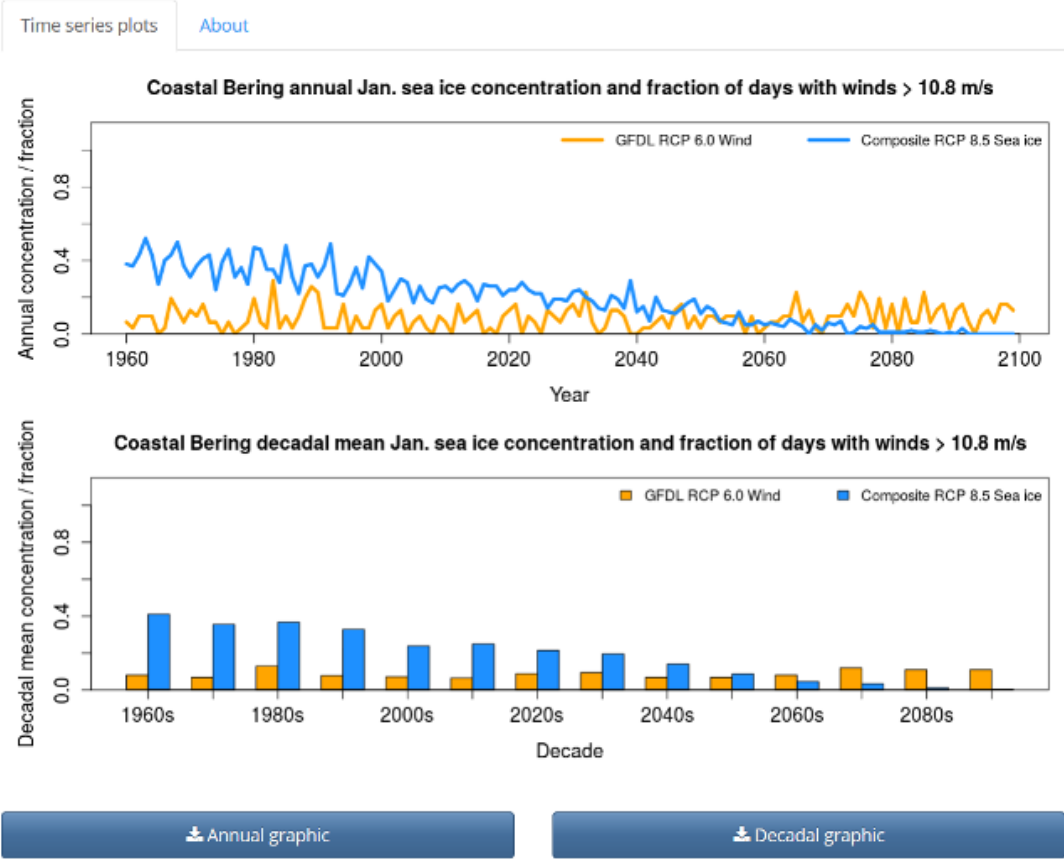 Time series plots About
Coastal Bering annual Jan. sea ice concentration and fraction of days with winds > 10.8 m/s
GFDL RCP 6.0 Wind Composite RCP 8.5 Sea ice
Annual concentration / fraction
0.8
0.4
0.0
1960 1980 2000 2020 2040 2060 2080 2100
Year
Coastal Bering decadal mean Jan. sea ice concentration and fraction of days with winds > 10.8 m/s
GFDL RCP 6.0 Wind Composite RCP 8.5 Sea ice
Decadal mean concentration / fraction
0.8
0.4
0.0
1960s 1980s 2000s 2020s 2040s 2060s 2080s
Decade
Annual graphic Decadal graphic